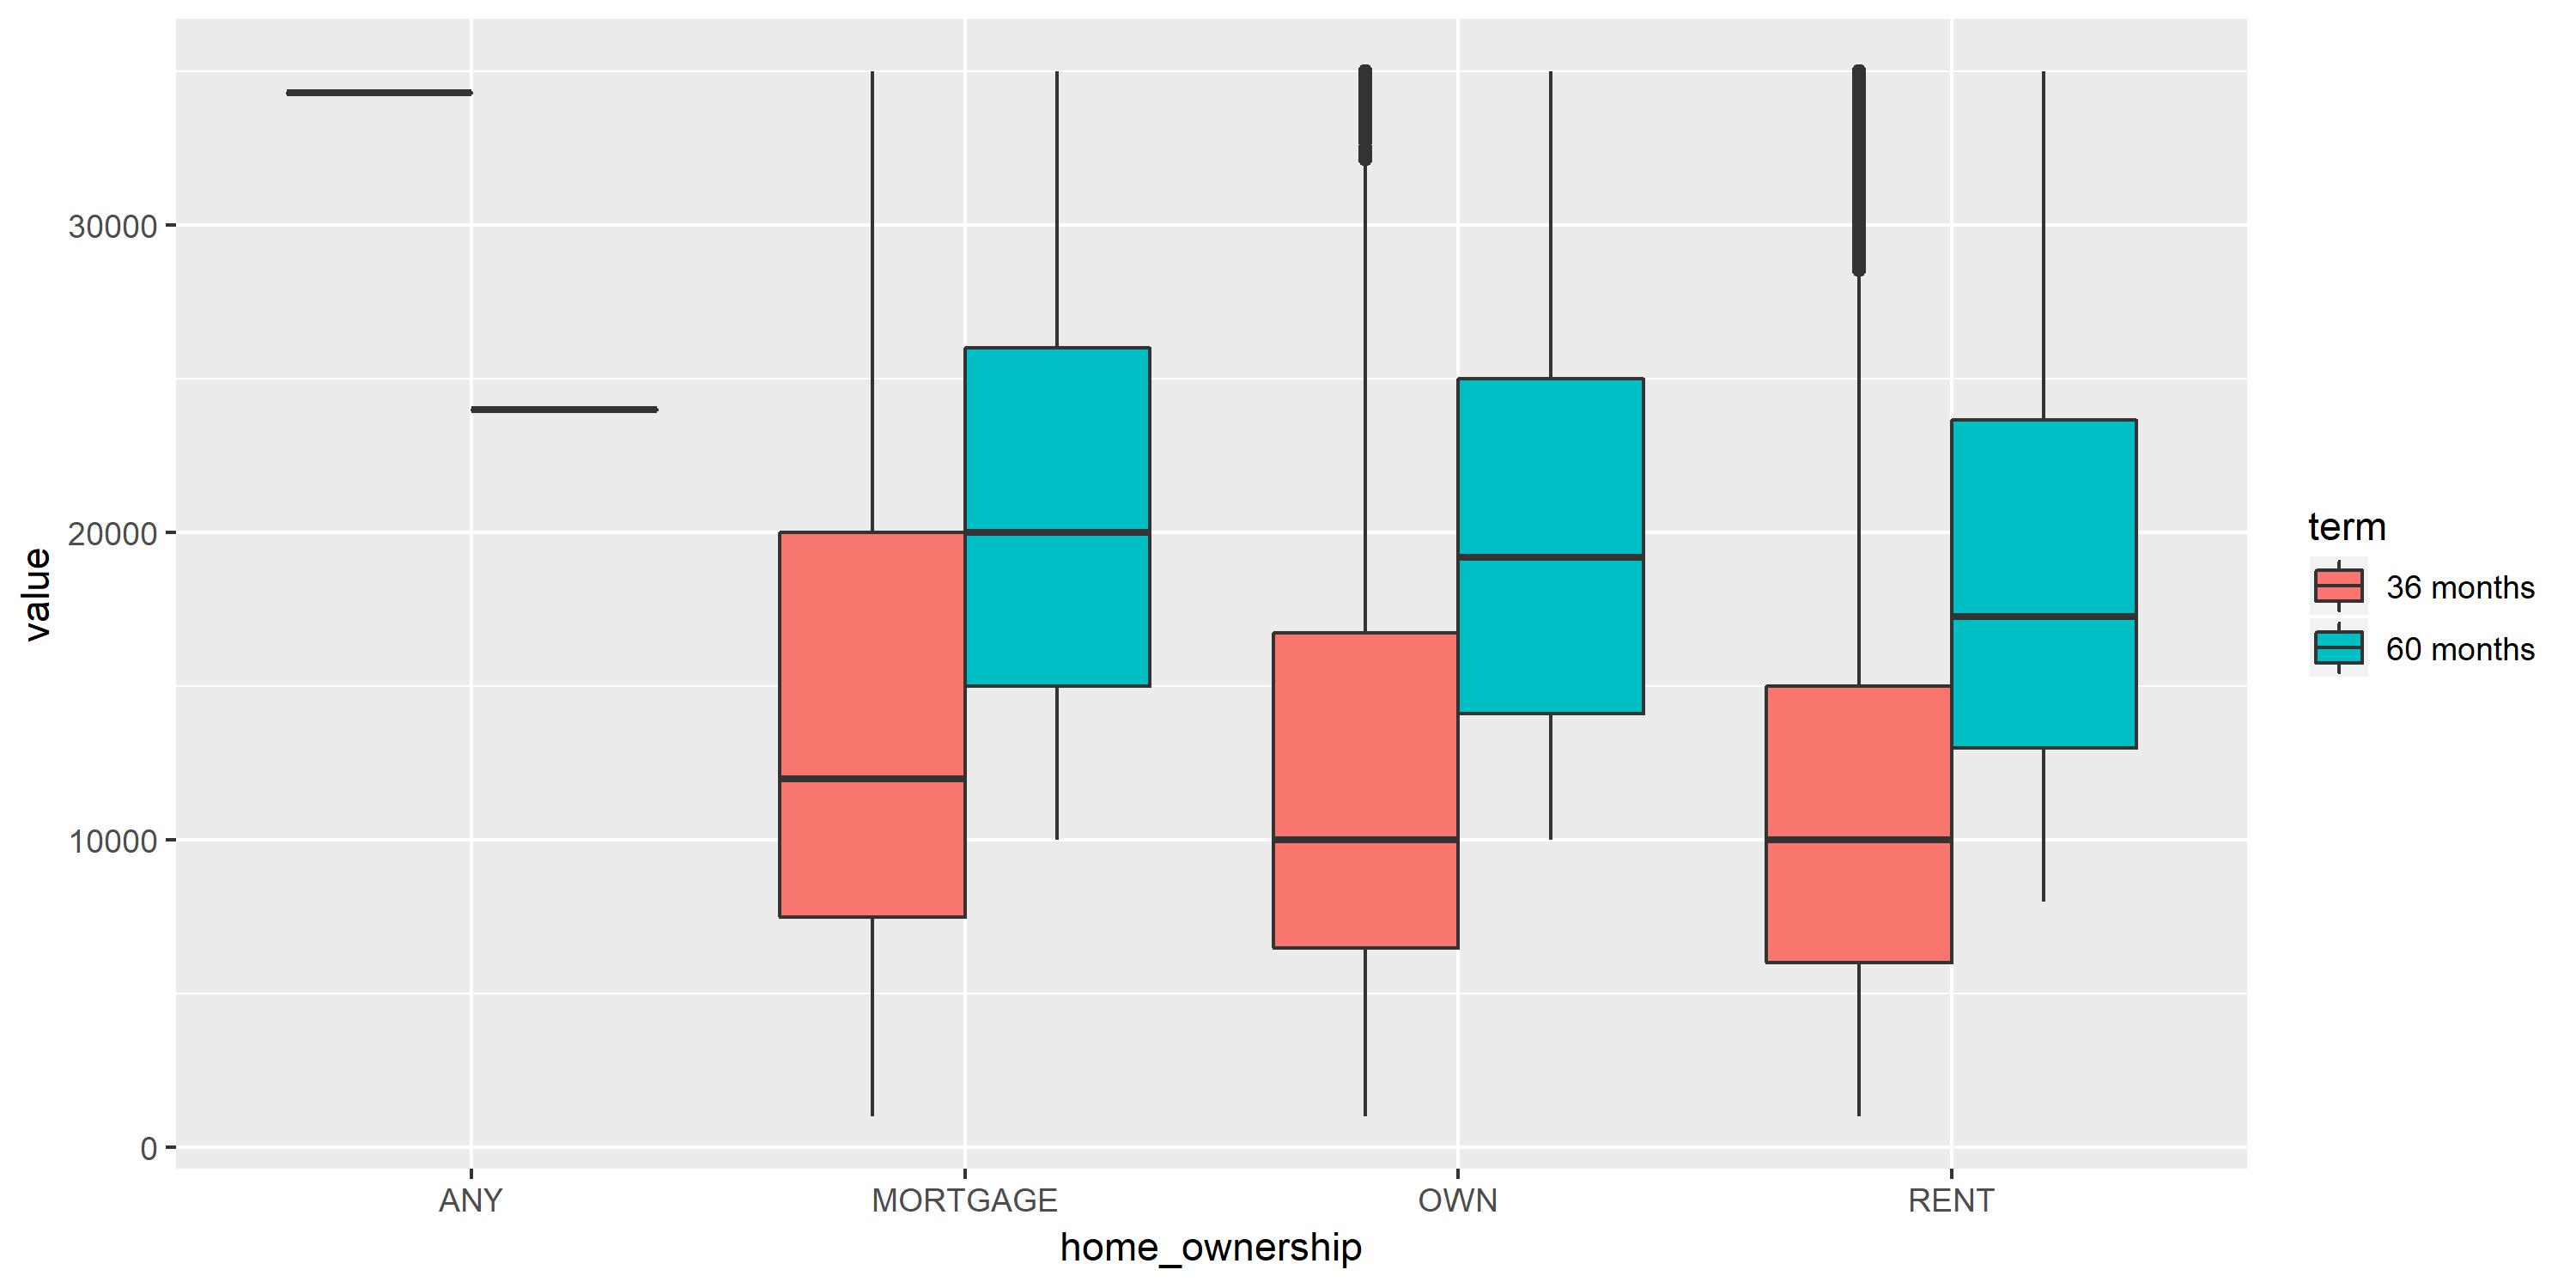 value
30000
20000
10000
0
ANY
MORTGAGE
OWN
RENT
home_ownership
term
36 months
60 months